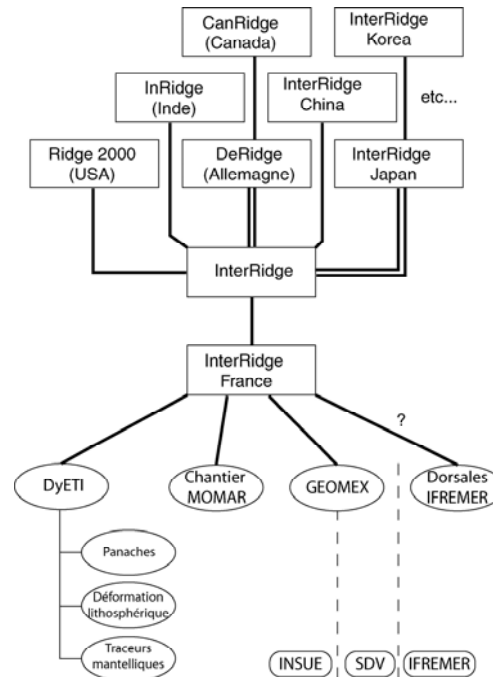 CanRidge
(Canada)
InterRidge
Korea
InRidge
(Inde)
InterRidge
China
etc...
Ridge 2000
(USA)
DeRidge
(Allemagne)
InterRidge
Japan
InterRidge
InterRidge
France
?
DyETI
Chantier
MOMAR
GEOMEX
Dorsales
IFREMER
Panaches
Déformation
lithosphérique
Traceurs
mantelliques
INSUE
SDV
IFREMER